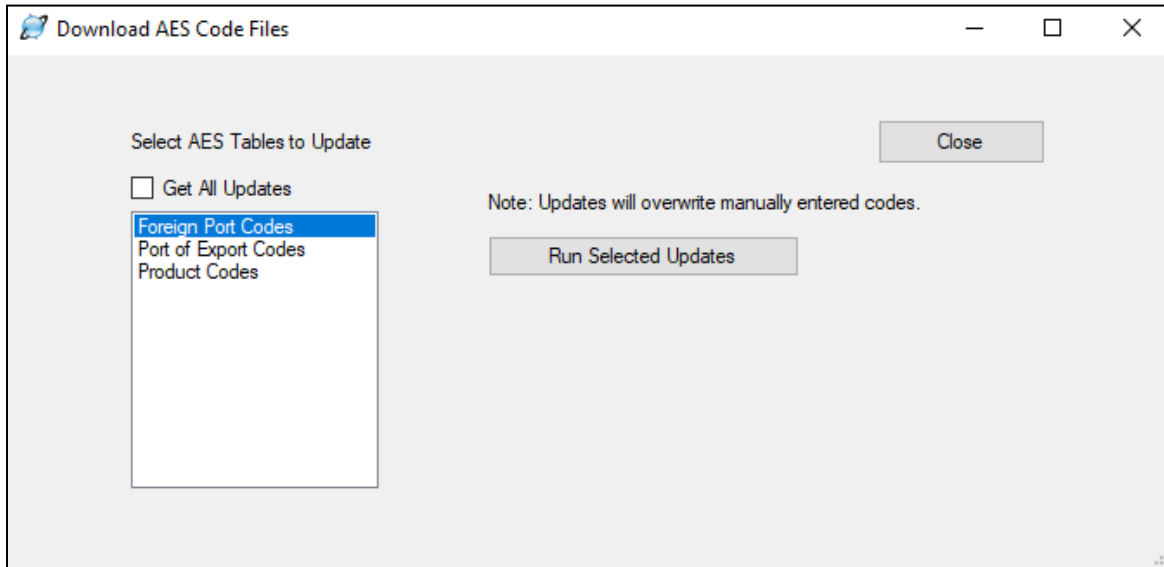 Download AES Code Files
Select AES Tables to Update
Close
Get All Updates
Note: Updates will overwrite manually entered codes.
Foreign Port Codes
Port of Export Codes
Product Codes
Run Selected Updates